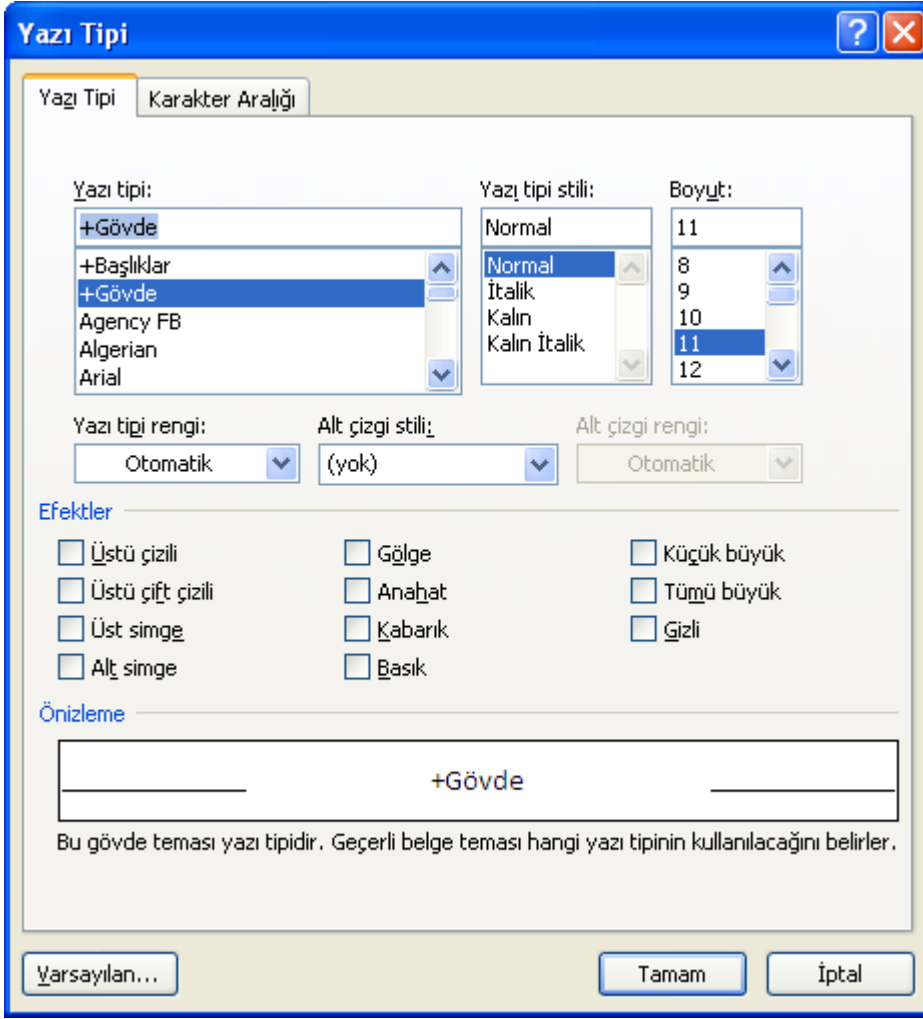 Yazı Tipi
Yazı Tipi Karakter Aralığı
Yazı tipi: Yazı tipi stili: Boyut:
+Gövde Normal 11
+Başlıklar Normal 8
+Gövde İtalik 9
Agency FB Kalın 10
Algerian Kalın İtalik 11
Arial 12
Yazı tipi rengi: Alt çizgi stili: Alt çizgi rengi:
Otomatik (yok) Otomatik
Efektler
Üstü çizili Gölge Küçük büyük
Üstü çift çizili Anahat Tümü büyük
Üst simge Kabarık Gizli
Alt simge Basık
Önizleme
+Gövde
Bu gövde teması yazı tipidir. Geçerli belge teması hangi yazı tipinin kullanılacağını belirler.
Varsayılan... Tamam İptal